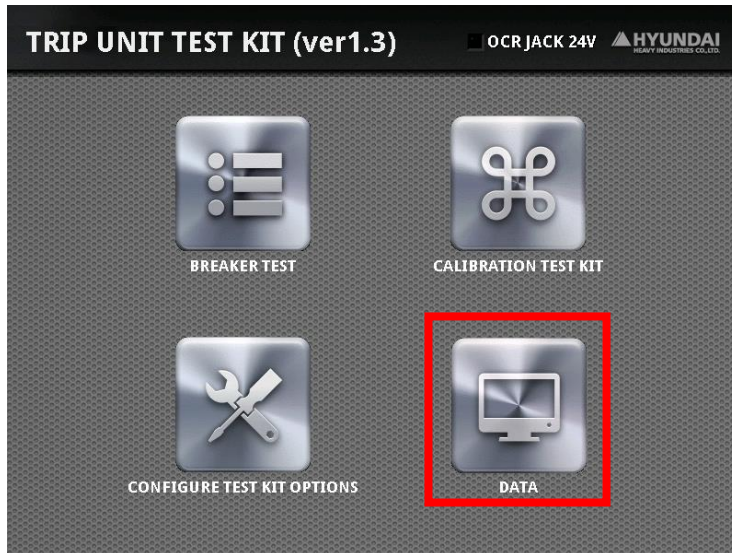 TRIP UNIT TEST KIT (ver1.3)
OCR JACK 24V
HYUNDAI
HEAVY INDUSTRIES CO.,LTD.
BREAKER TEST
CALIBRATION TEST KIT
CONFIGURE TEST KIT OPTIONS
DATA